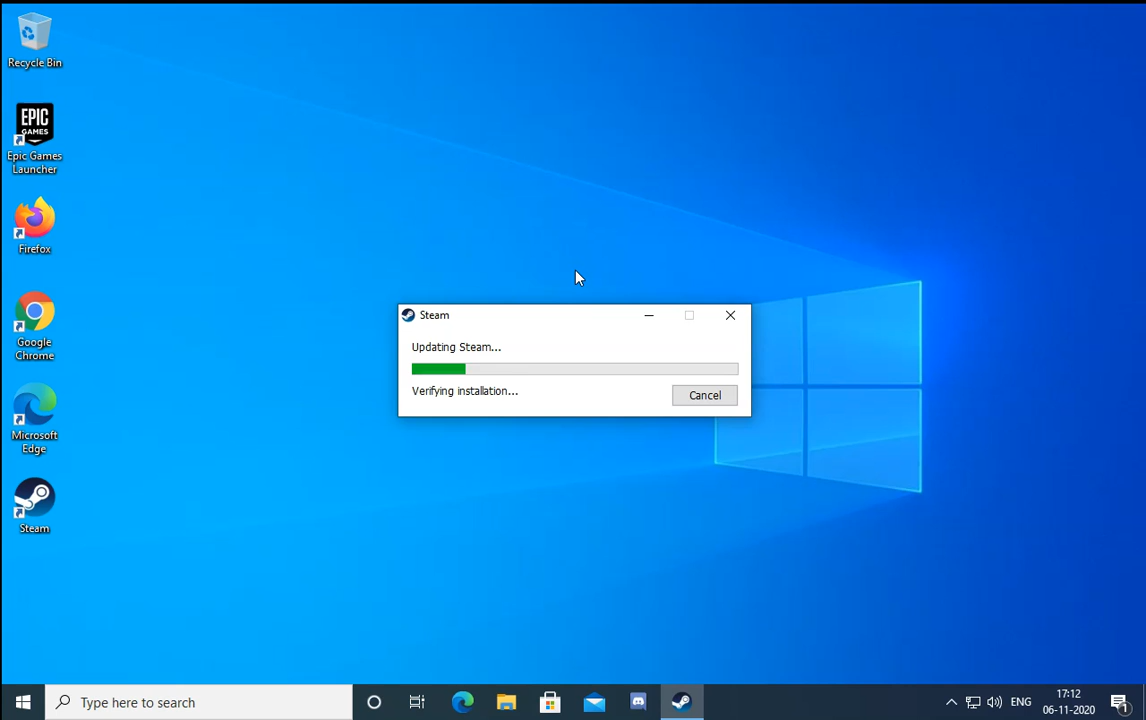 Recycle Bin
EPIC
GAMES
Epic Games
Launcher
Firefox
Google
Chrome
Microsoft
Edge
Steam
Steam
Updating Steam...
Verifying installation...
Cancel
Type here to search
ENG
17:12
06-11-2020
1